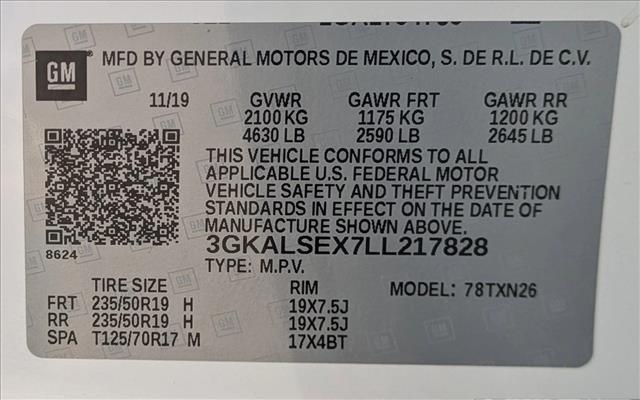 GM MFD BY GENERAL MOTORS DE MEXICO, S. DE R.L. DE C.V.
11/19 GVWR GAWR FRT GAWR RR
2100 KG 1175 KG 1200 KG
4630 LB 2590 LB 2645 LB
THIS VEHICLE CONFORMS TO ALL
APPLICABLE U.S. FEDERAL MOTOR
VEHICLE SAFETY AND THEFT PREVENTION
STANDARDS IN EFFECT ON THE DATE OF
MANUFACTURE SHOWN ABOVE.
3GKALSEX7LL217828
8624
TYPE: M.P.V.
TIRE SIZE RIM MODEL: 78TXN26
FRT 235/50R19 H 19X7.5J
RR 235/50R19 H 19X7.5J
SPA T125/70R17 M 17X4BT